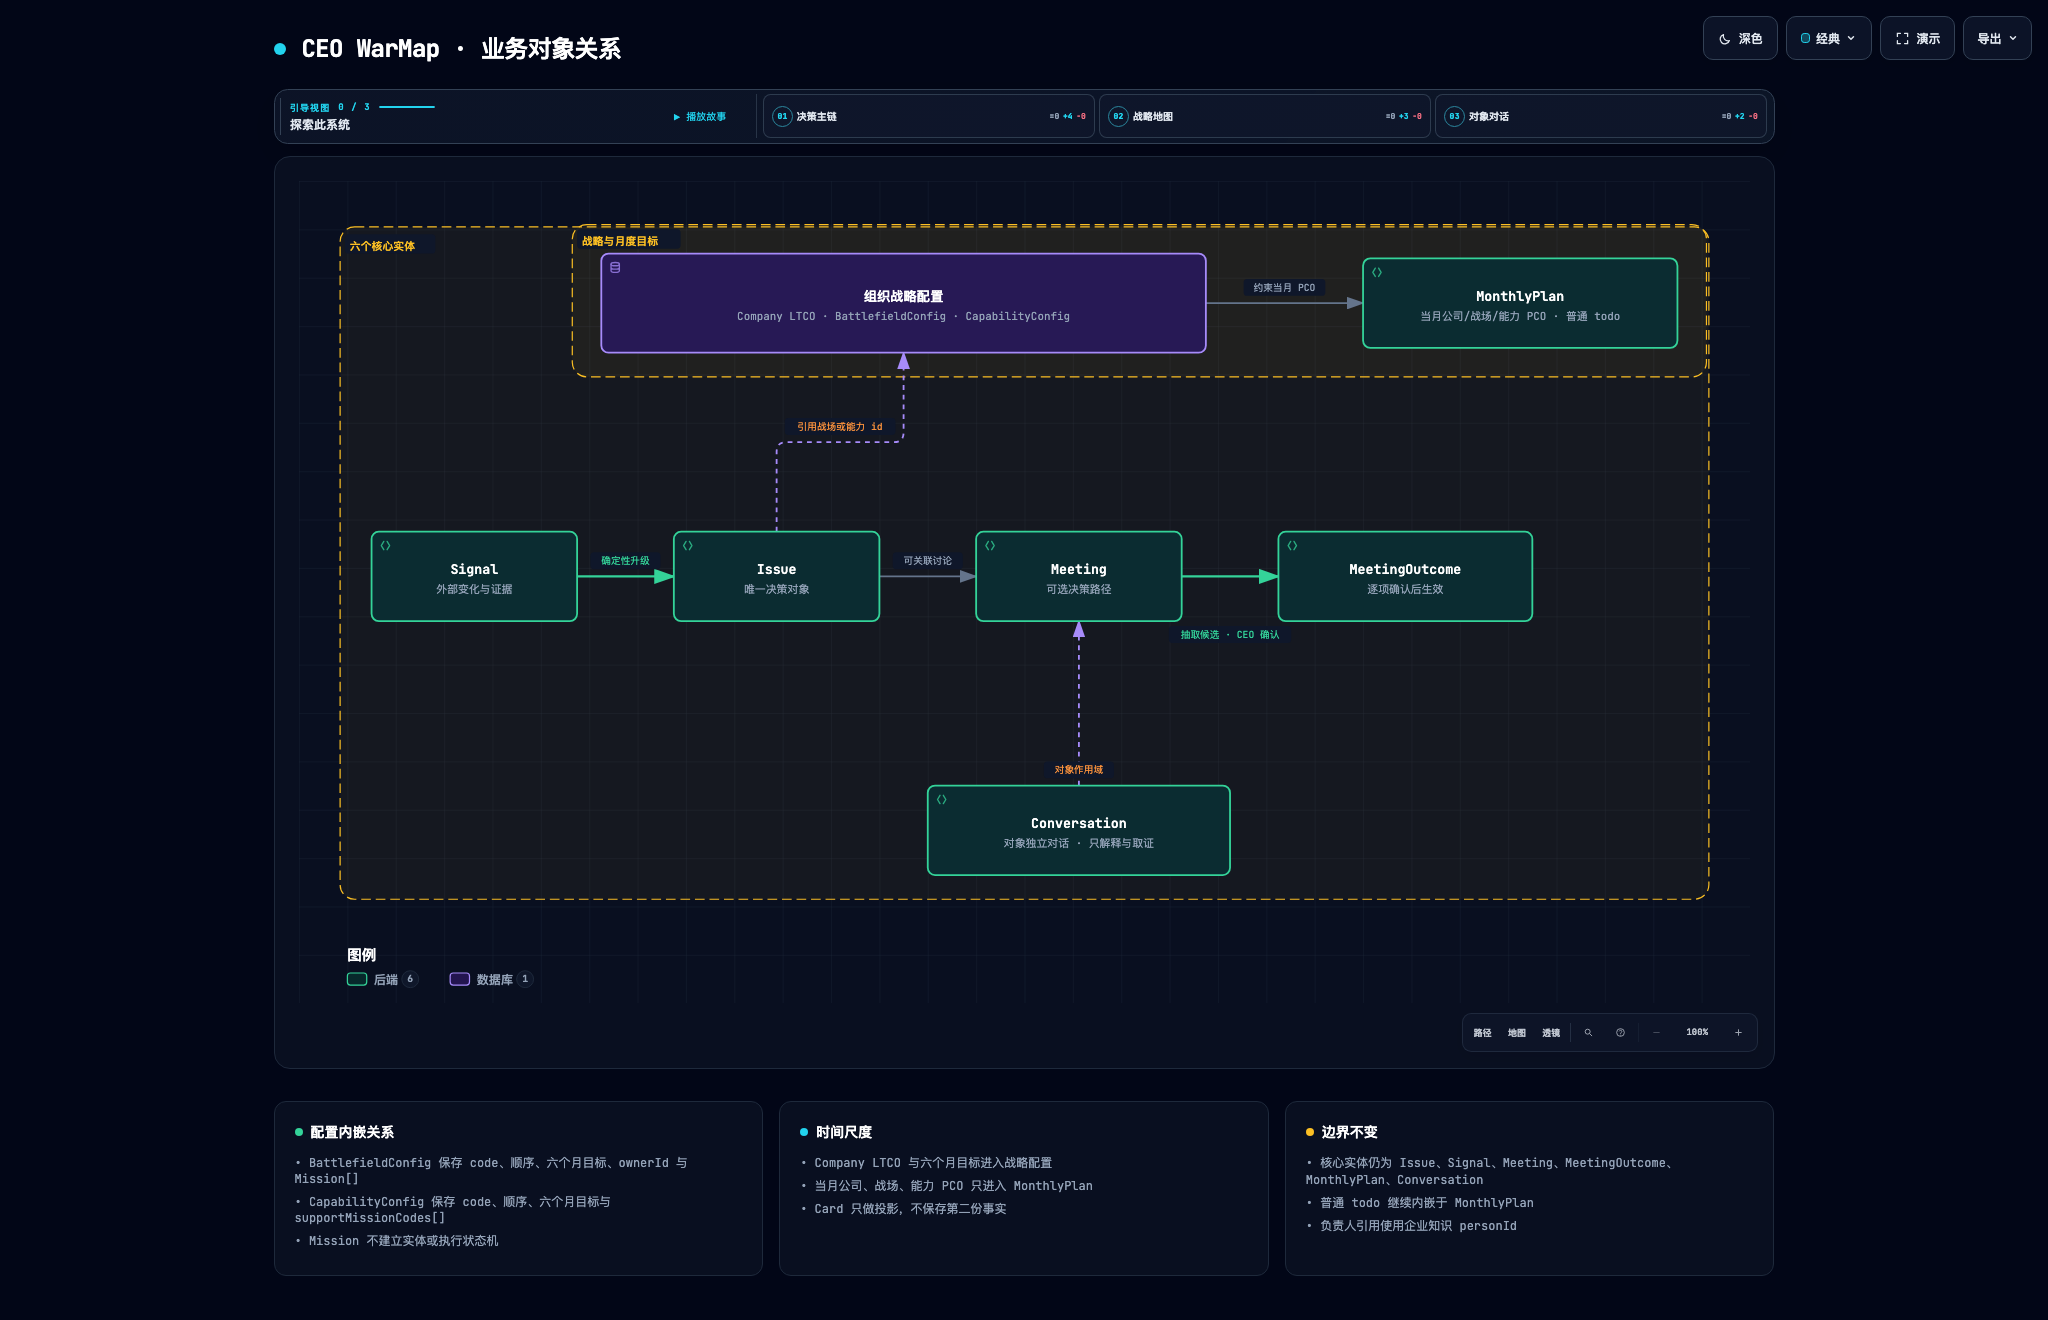 CEO WarMap · 业务对象关系
深色
经典
演示
导出
引导视图 0 / 3
探索此系统
▶ 播放故事
01 决策主链 ≡0 +4 -0
02 战略地图 ≡0 +3 -0
03 对象对话 ≡0 +2 -0
六个核心实体
战略与月度目标
组织战略配置
Company LTCO · BattlefieldConfig · CapabilityConfig
约束当月 PCO
MonthlyPlan
当月公司/战场/能力 PCO · 普通 todo
引用战场或能力 id
Signal
外部变化与证据
确定性升级
Issue
唯一决策对象
可关联讨论
Meeting
可选决策路径
MeetingOutcome
逐项确认后生效
抽取候选 · CEO 确认
对象作用域
Conversation
对象独立对话 · 只解释与取证
图例
后端 6
数据库 1
路径 地图 透镜 100%
配置内嵌关系
• BattlefieldConfig 保存 code、顺序、六个月目标、ownerId 与
Mission[]
• CapabilityConfig 保存 code、顺序、六个月目标与
supportMissionCodes[]
• Mission 不建立实体或执行状态机
时间尺度
• Company LTCO 与六个月目标进入战略配置
• 当月公司、战场、能力 PCO 只进入 MonthlyPlan
• Card 只做投影，不保存第二份事实
边界不变
• 核心实体仍为 Issue、Signal、Meeting、MeetingOutcome、
MonthlyPlan、Conversation
• 普通 todo 继续内嵌于 MonthlyPlan
• 负责人引用使用企业知识 personId